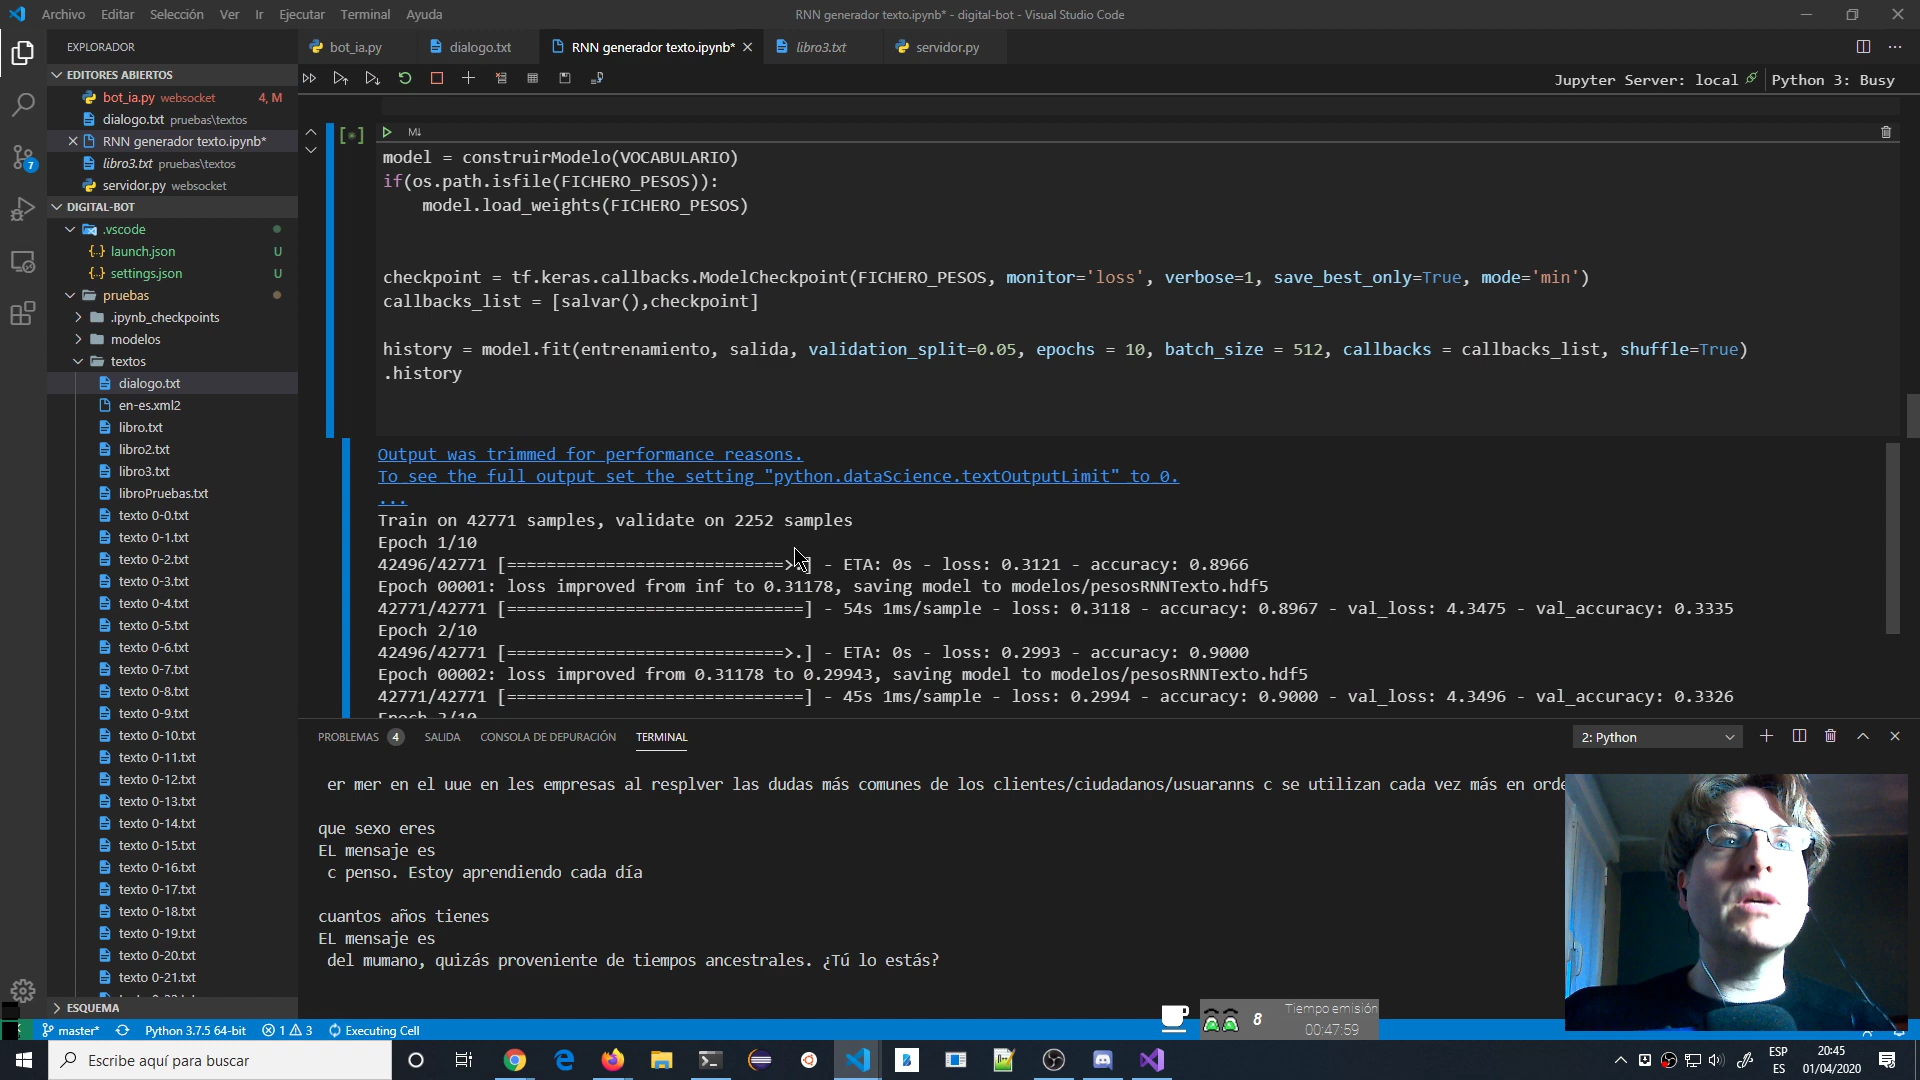 Archivo Editar Selección Ver Ir Ejecutar Terminal Ayuda
RNN generador texto.ipynb* - digital-bot - Visual Studio Code
EXPLORADOR
bot_ia.py
dialogo.txt
RNN generador texto.ipynb*
libro3.txt
servidor.py
EDITORES ABIERTOS
bot_ia.py websocket 4, M
dialogo.txt pruebas\textos
RNN generador texto.ipynb*
libro3.txt pruebas\textos
servidor.py websocket
7
DIGITAL-BOT
.vscode
launch.json U
settings.json U
pruebas
.ipynb_checkpoints
modelos
textos
dialogo.txt
en-es.xml2
libro.txt
libro2.txt
libro3.txt
libroPruebas.txt
texto 0-0.txt
texto 0-1.txt
texto 0-2.txt
texto 0-3.txt
texto 0-4.txt
texto 0-5.txt
texto 0-6.txt
texto 0-7.txt
texto 0-8.txt
texto 0-9.txt
texto 0-10.txt
texto 0-11.txt
texto 0-12.txt
texto 0-13.txt
texto 0-14.txt
texto 0-15.txt
texto 0-16.txt
texto 0-17.txt
texto 0-18.txt
texto 0-19.txt
texto 0-20.txt
texto 0-21.txt
ESQUEMA
Jupyter Server: local Python 3: Busy
[*] M↓
model = construirModelo(VOCABULARIO)
if(os.path.isfile(FICHERO_PESOS)):
    model.load_weights(FICHERO_PESOS)
checkpoint = tf.keras.callbacks.ModelCheckpoint(FICHERO_PESOS, monitor='loss', verbose=1, save_best_only=True, mode='min')
callbacks_list = [salvar(),checkpoint]
history = model.fit(entrenamiento, salida, validation_split=0.05, epochs = 10, batch_size = 512, callbacks = callbacks_list, shuffle=True)
.history
Output was trimmed for performance reasons.
To see the full output set the setting "python.dataScience.textOutputLimit" to 0.
...
Train on 42771 samples, validate on 2252 samples
Epoch 1/10
42496/42771 [============================>.] - ETA: 0s - loss: 0.3121 - accuracy: 0.8966
Epoch 00001: loss improved from inf to 0.31178, saving model to modelos/pesosRNNTexto.hdf5
42771/42771 [==============================] - 54s 1ms/sample - loss: 0.3118 - accuracy: 0.8967 - val_loss: 4.3475 - val_accuracy: 0.3335
Epoch 2/10
42496/42771 [============================>.] - ETA: 0s - loss: 0.2993 - accuracy: 0.9000
Epoch 00002: loss improved from 0.31178 to 0.29943, saving model to modelos/pesosRNNTexto.hdf5
42771/42771 [==============================] - 45s 1ms/sample - loss: 0.2994 - accuracy: 0.9000 - val_loss: 4.3496 - val_accuracy: 0.3326
Epoch 3/10
PROBLEMAS 4 SALIDA CONSOLA DE DEPURACIÓN TERMINAL
2: Python
er mer en el uue en les empresas al resplver las dudas más comunes de los clientes/ciudadanos/usuaranns c se utilizan cada vez más en orde
que sexo eres
EL mensaje es
c penso. Estoy aprendiendo cada día
cuantos años tienes
EL mensaje es
del mumano, quizás proveniente de tiempos ancestrales. ¿Tú lo estás?
8 Tiempo emisión
00:47:59
master* Python 3.7.5 64-bit 1 3 Executing Cell
Escribe aquí para buscar
ESP
ES
20:45
01/04/2020